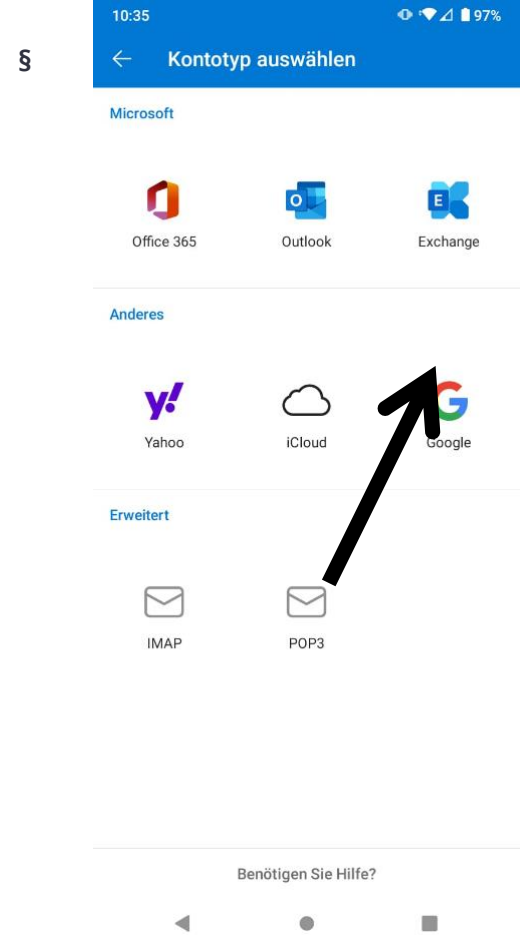 10:35 97%
§
Kontotyp auswählen
Microsoft
Office 365 Outlook Exchange
Anderes
Yahoo iCloud Google
Erweitert
IMAP POP3
Benötigen Sie Hilfe?